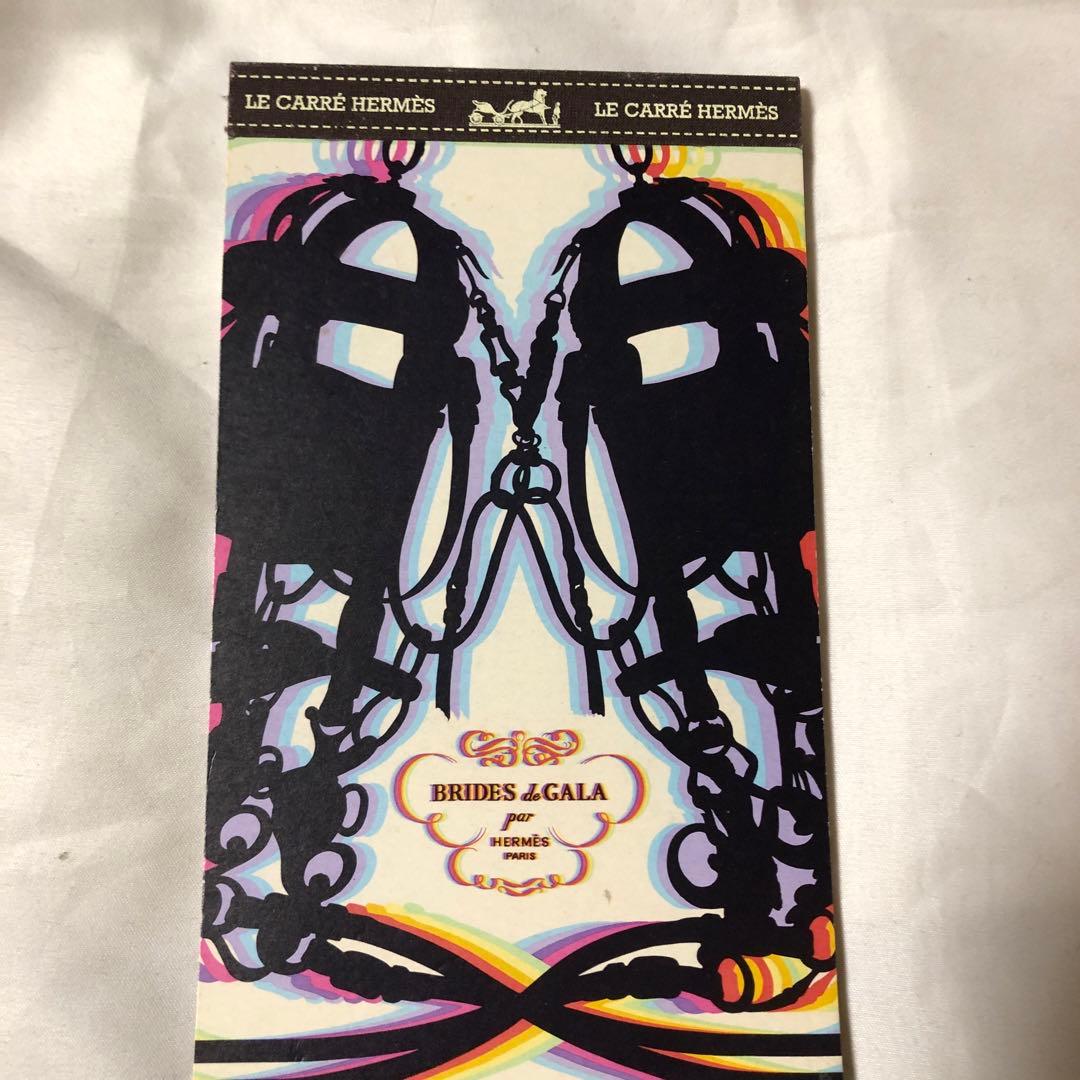 LE CARRÉ HERMÈS LE CARRÉ HERMÈS
BRIDES de GALA
par
HERMÈS
PARIS